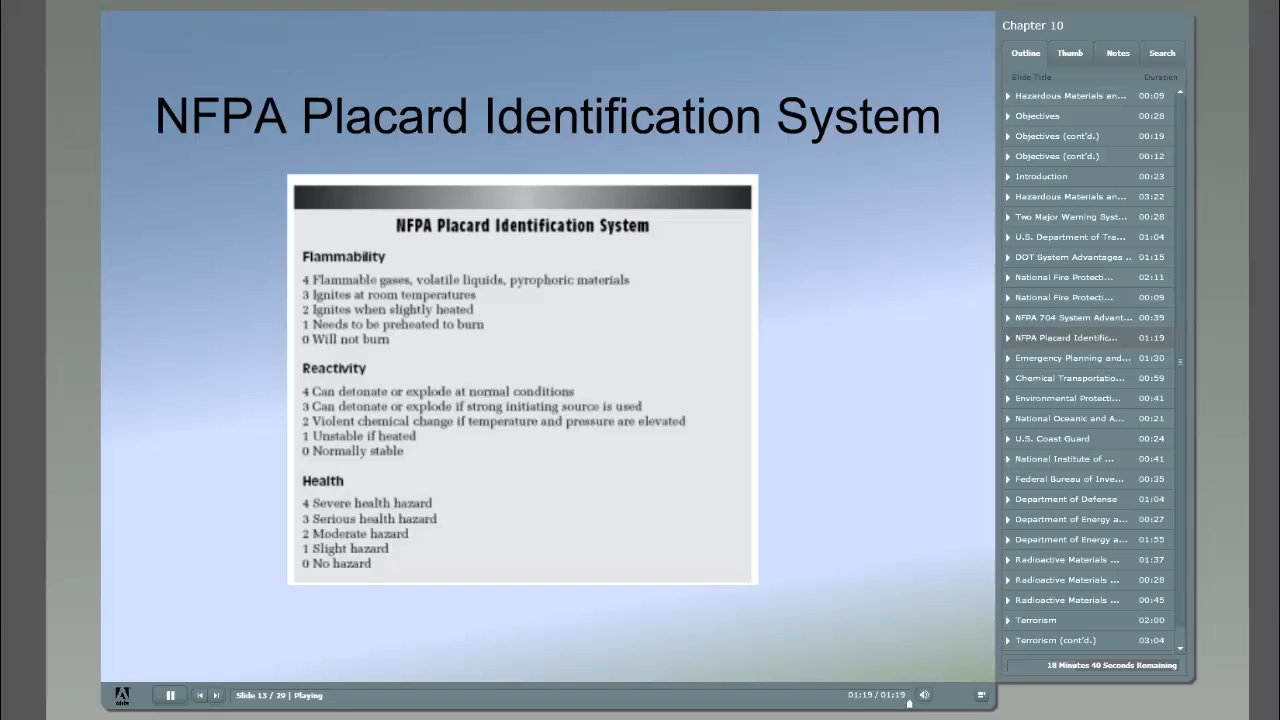 NFPA Placard Identification System
NFPA Placard Identification System
Flammability
4 Flammable gases, volatile liquids, pyrophoric materials
3 Ignites at room temperatures
2 Ignites when slightly heated
1 Needs to be preheated to burn
0 Will not burn
Reactivity
4 Can detonate or explode at normal conditions
3 Can detonate or explode if strong initiating source is used
2 Violent chemical change if temperature and pressure are elevated
1 Unstable if heated
0 Normally stable
Health
4 Severe health hazard
3 Serious health hazard
2 Moderate hazard
1 Slight hazard
0 No hazard
Chapter 10
Outline Thumb Notes Search
Slide Title Duration
Hazardous Materials an... 00:09
Objectives 00:28
Objectives (cont'd.) 00:19
Objectives (cont'd.) 00:12
Introduction 00:23
Hazardous Materials an... 03:22
Two Major Warning Syst... 00:28
U.S. Department of Tra... 01:04
DOT System Advantages .. 01:15
National Fire Protecti... 02:11
National Fire Protecti... 00:09
NFPA 704 System Advant... 00:39
NFPA Placard Identific... 01:19
Emergency Planning and... 01:30
Chemical Transportatio... 00:59
Environmental Protecti... 00:41
National Oceanic and A... 00:21
U.S. Coast Guard 00:24
National Institute of ... 00:41
Federal Bureau of Inve... 00:35
Department of Defense 01:04
Department of Energy a... 00:27
Department of Energy a... 01:55
Radioactive Materials ... 01:37
Radioactive Materials ... 00:28
Radioactive Materials ... 00:45
Terrorism 02:00
Terrorism (cont'd.) 03:04
18 Minutes 40 Seconds Remaining
Adobe
Slide 13 / 29 | Playing
01:19 / 01:19